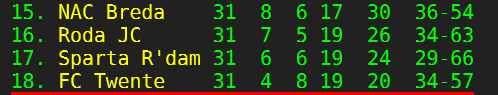 15. NAC Breda 31 8 6 17 30 36-54
16. Roda JC 31 7 5 19 26 34-63
17. Sparta R'dam 31 6 6 19 24 29-66
18. FC Twente 31 4 8 19 20 34-57